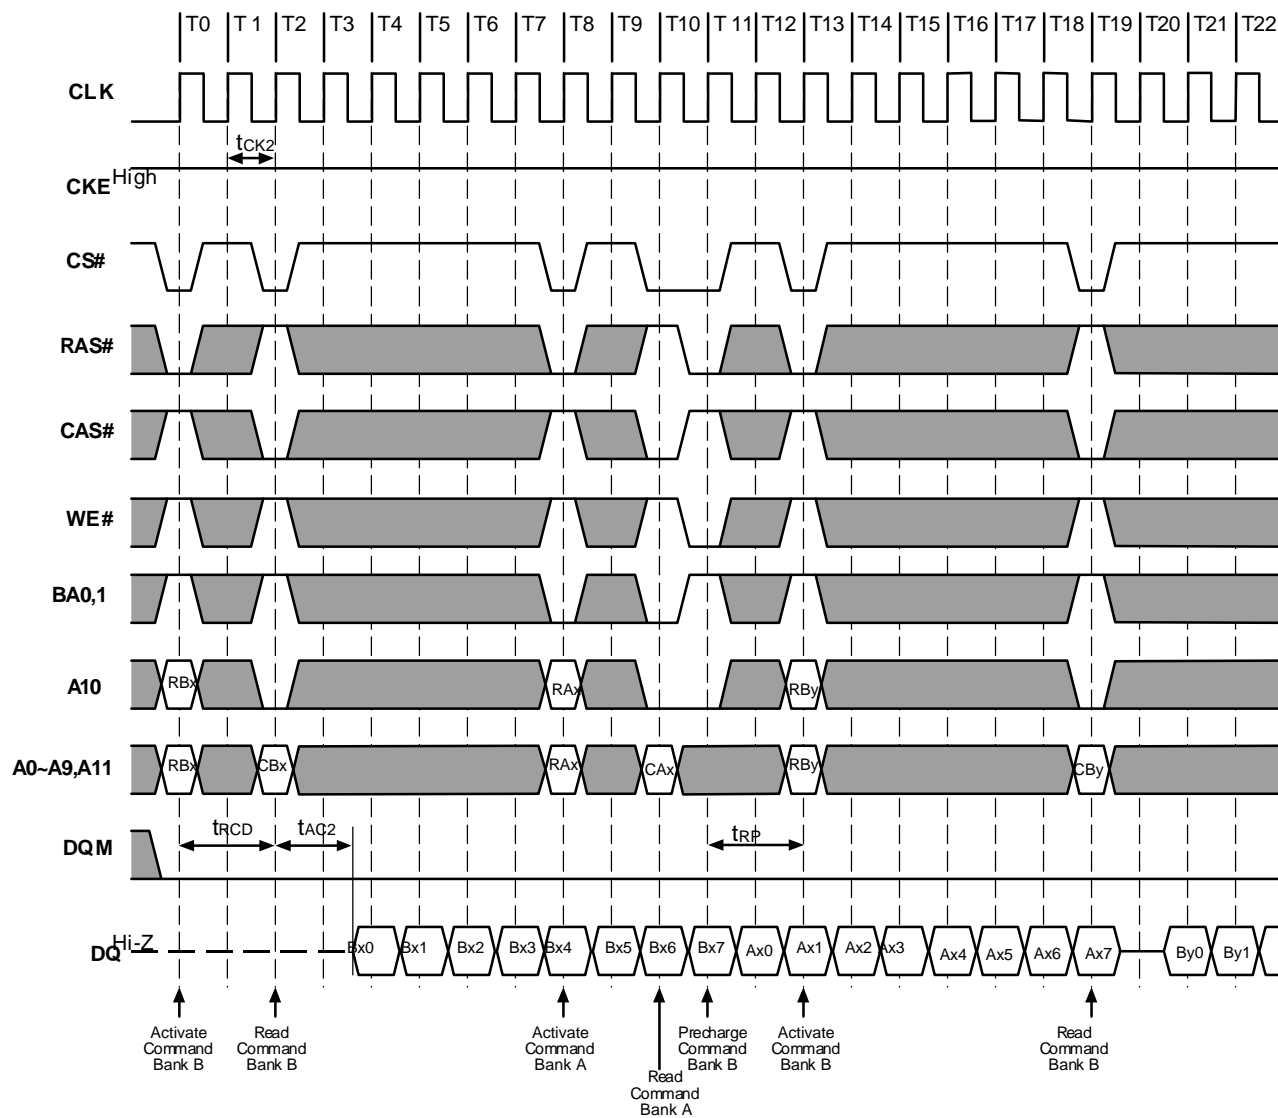 T0 T 1 T2 T3 T4 T5 T6 T7 T8 T9 T10 T 11 T12 T13 T14 T15 T16 T17 T18 T19 T20 T21 T22
CLK
tCK2
High
CKE
CS#
RAS#
CAS#
WE#
BA0,1
A10
RBx RAx RBy
A0~A9,A11
RBx CBx RAx CAx RBy CBy
tRCD tAC2 tRP
DQM
Hi-Z
DQ
Bx0 Bx1 Bx2 Bx3 Bx4 Bx5 Bx6 Bx7 Ax0 Ax1 Ax2 Ax3 Ax4 Ax5 Ax6 Ax7 By0 By1
Activate
Command
Bank B
Read
Command
Bank B
Activate
Command
Bank A
Read
Command
Bank A
Precharge
Command
Bank B
Activate
Command
Bank B
Read
Command
Bank B